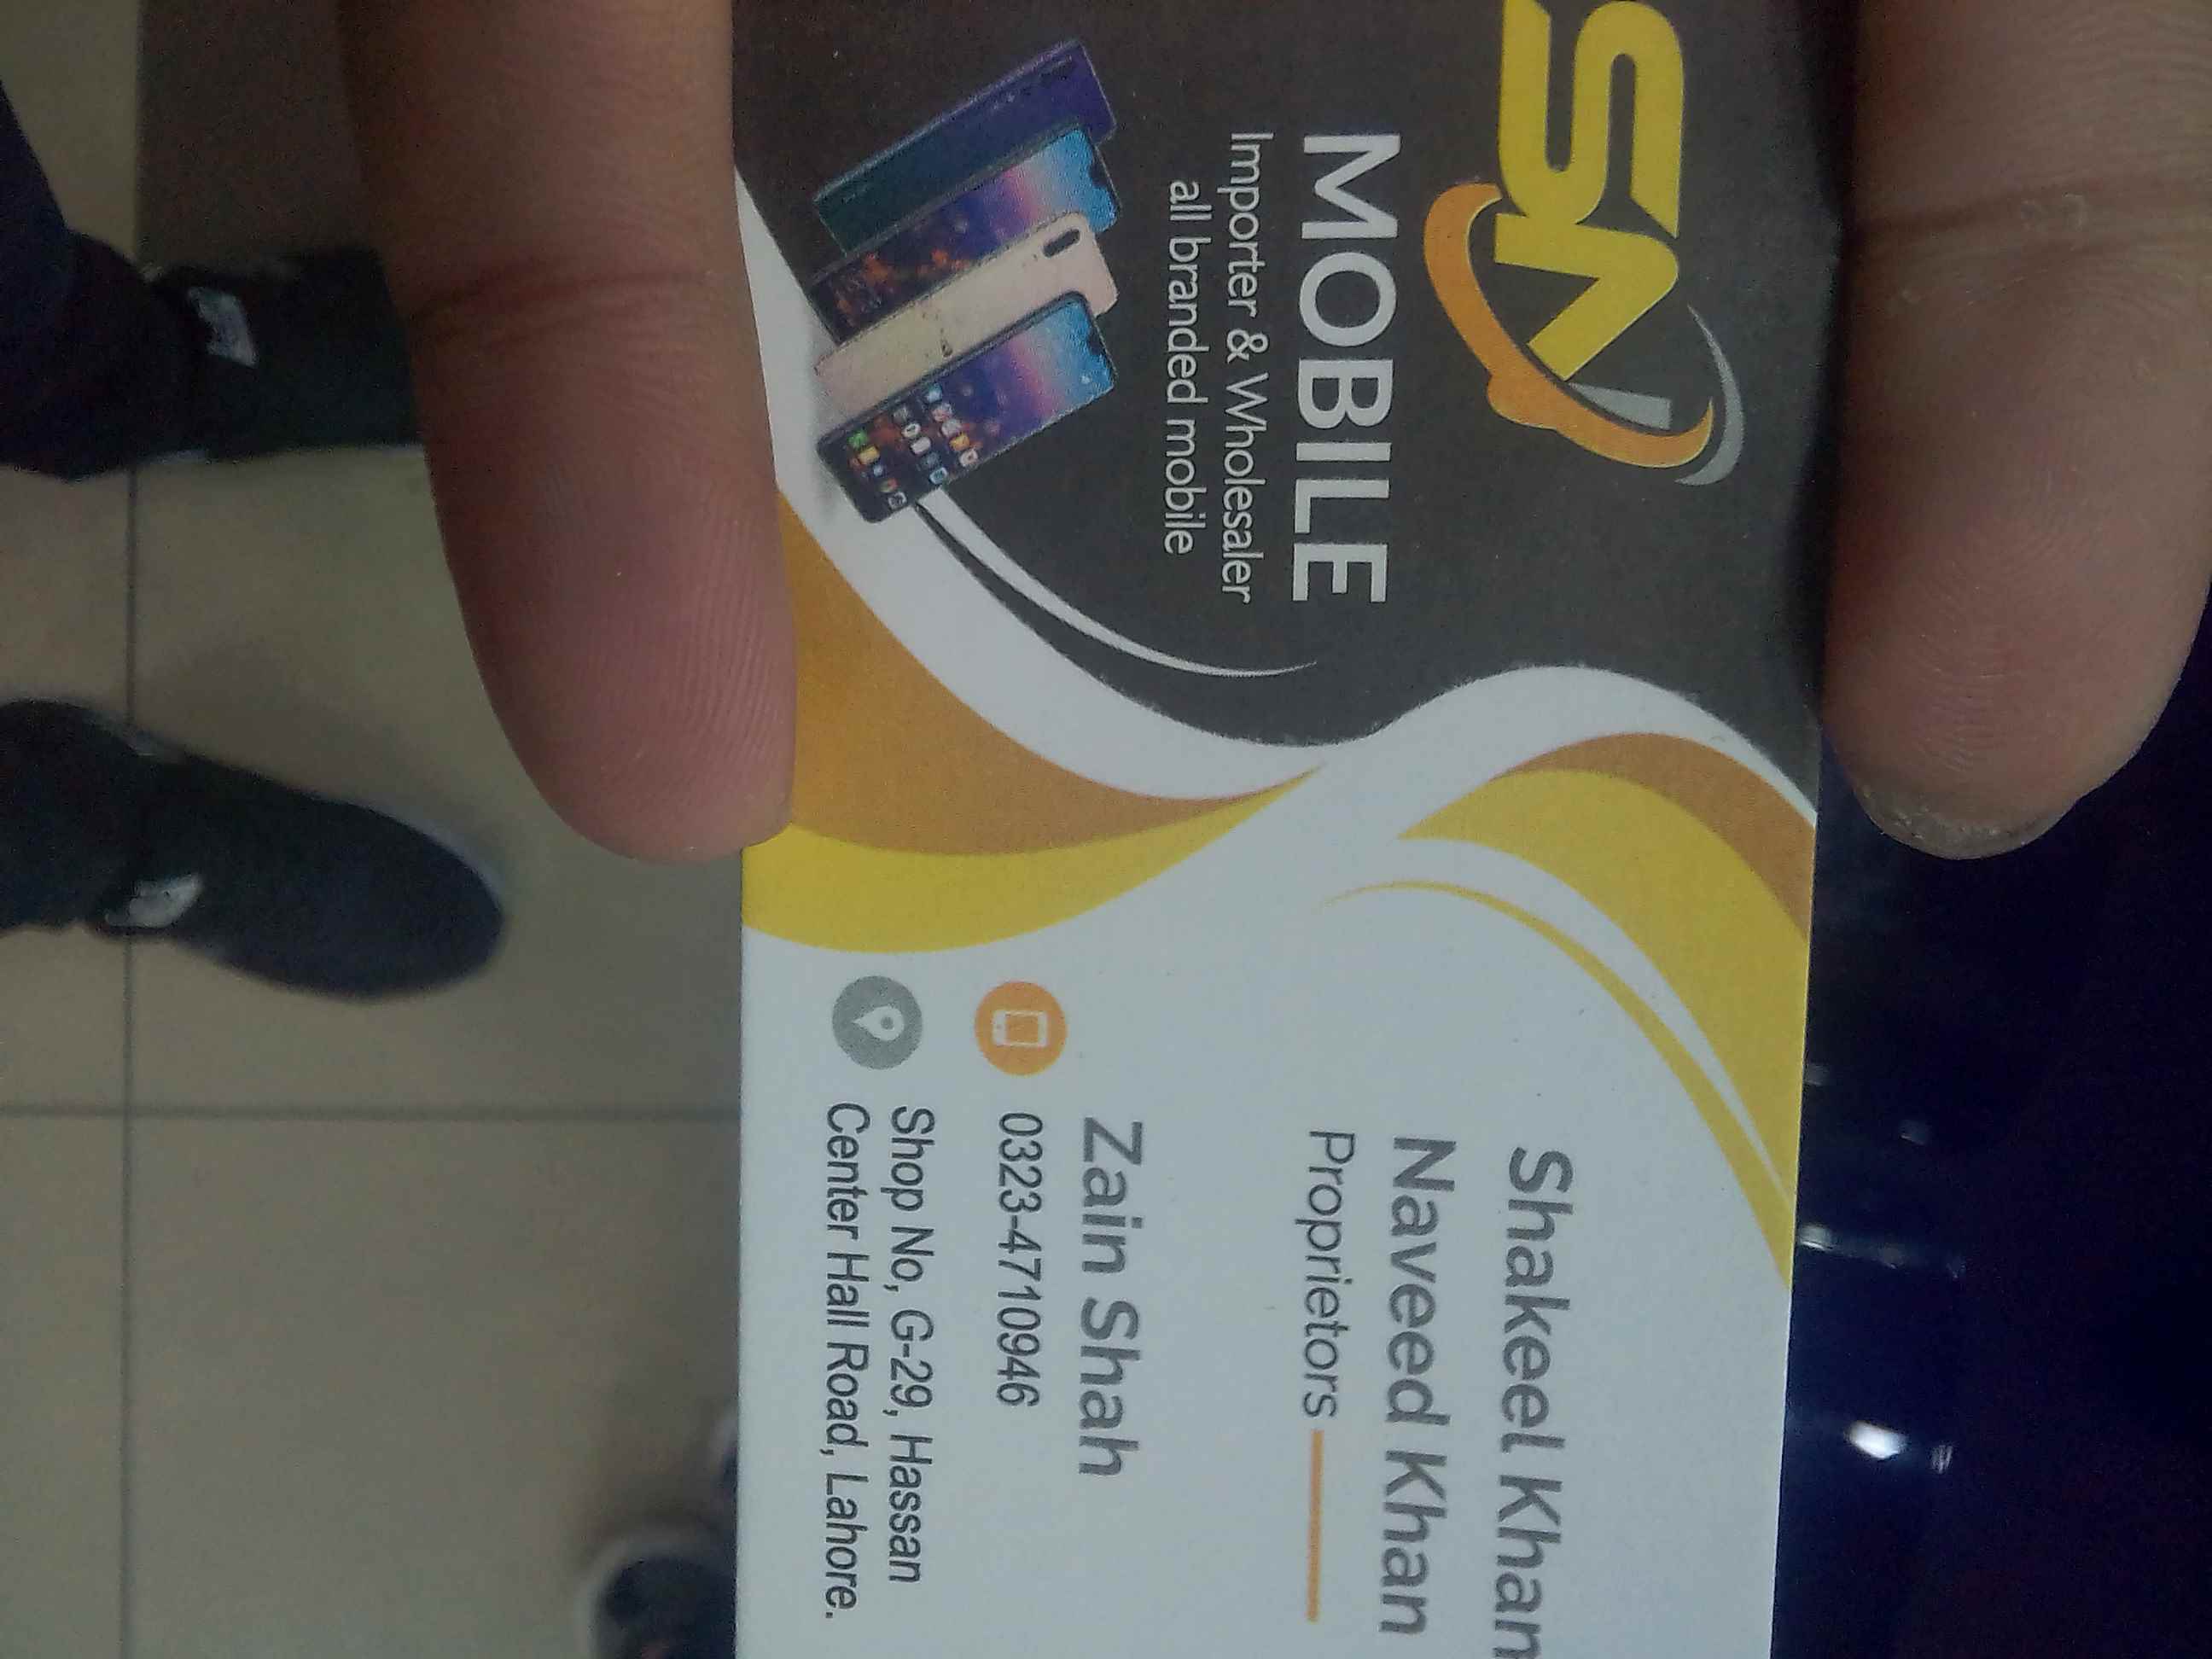 SN
MOBILE
Importer & Wholesaler
all branded mobile
Shakeel Khan
Naveed Khan
Proprietors
Zain Shah
0323-4710946
Shop No, G-29, Hassan
Center Hall Road, Lahore.